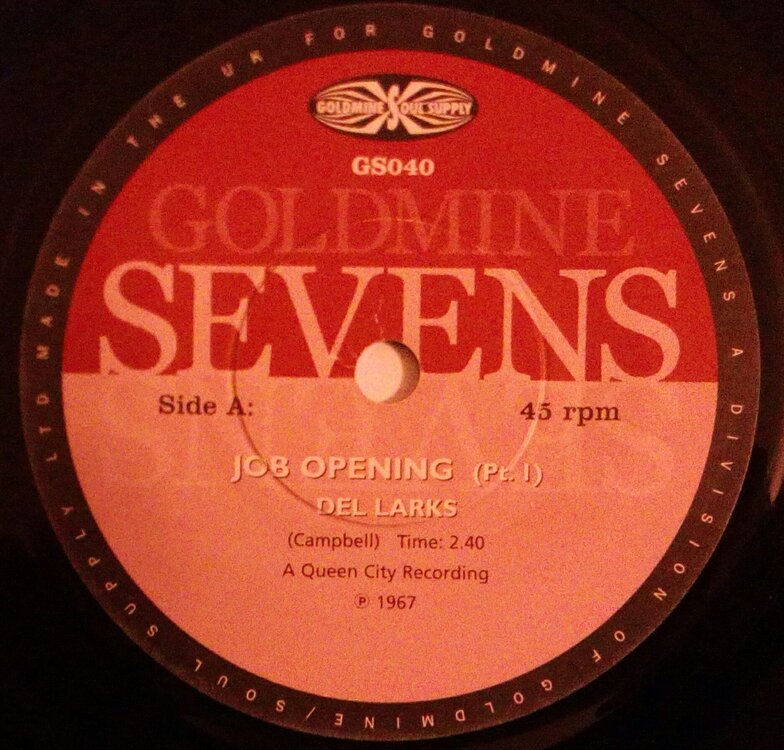 MADE IN THE UK FOR GOLDMINE SEVENS A DIVISION OF GOLDMINE/SOUL SUPPLY LTD
GOLDMINE SOUL SUPPLY
GS040
GOLDMINE
SEVENS
Side A: 45 rpm
JOB OPENING (Pt. 1)
DEL LARKS
(Campbell) Time: 2.40
A Queen City Recording
℗ 1967